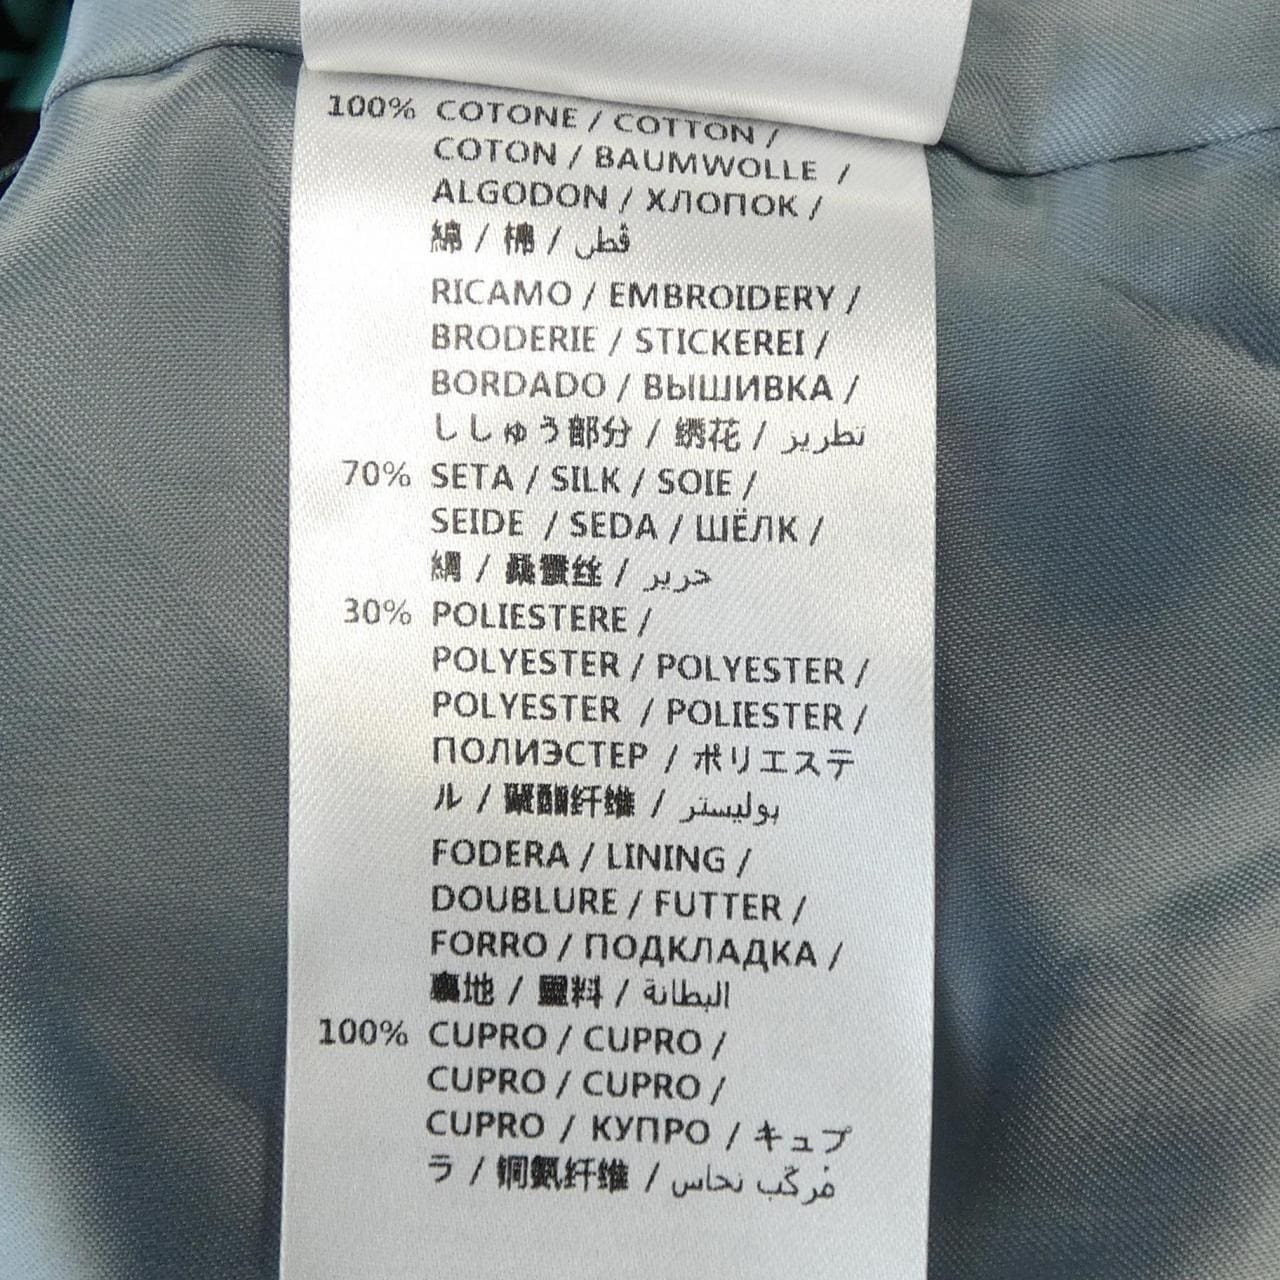 100% COTONE / COTTON /
COTON / BAUMWOLLE /
ALGODON / ХЛОПОК /
綿 / 棉 / قطن
RICAMO / EMBROIDERY /
BRODERIE / STICKEREI /
BORDADO / ВЫШИВКА /
ししゅう部分 / 绣花 / تطريز
70% SETA / SILK / SOIE /
SEIDE / SEDA / ШЁЛК /
絹 / 桑蚕丝 / حرير
30% POLIESTERE /
POLYESTER / POLYESTER /
POLYESTER / POLIESTER /
ПОЛИЭСТЕР / ポリエステ
ル / 聚酯纤维 / بوليستر
FODERA / LINING /
DOUBLURE / FUTTER /
FORRO / ПОДКЛАДКА /
裏地 / 里料 / البطانة
100% CUPRO / CUPRO /
CUPRO / CUPRO /
CUPRO / КУПРО / キュプ
ラ / 铜氨纤维 / مُركّب نحاس